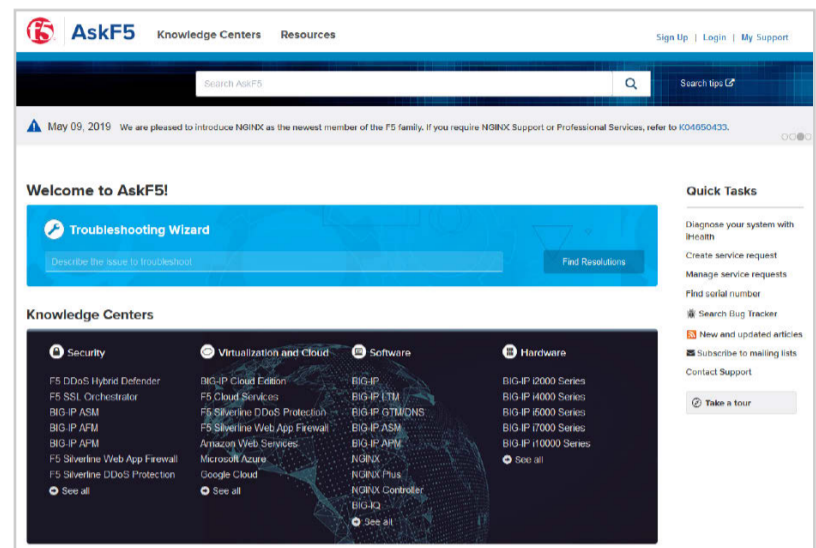 f5 AskF5 Knowledge Centers Resources
Sign Up | Login | My Support
Search AskF5
Search tips
May 09, 2019 We are pleased to introduce NGINX as the newest member of the F5 family. If you require NGINX Support or Professional Services, refer to K04650433.
Welcome to AskF5!
Troubleshooting Wizard
Describe the issue to troubleshoot
Find Resolutions
Knowledge Centers
Security
F5 DDoS Hybrid Defender
F5 SSL Orchestrator
BIG-IP ASM
BIG-IP AFM
BIG-IP APM
F5 Silverline Web App Firewall
F5 Silverline DDoS Protection
See all
Virtualization and Cloud
BIG-IP Cloud Edition
F5 Cloud Services
F5 Silverline DDoS Protection
F5 Silverline Web App Firewall
Amazon Web Services
Microsoft Azure
Google Cloud
See all
Software
BIG-IP
BIG-IP LTM
BIG-IP GTM/DNS
BIG-IP ASM
BIG-IP APM
NGINX
NGINX Plus
NGINX Controller
BIG-IQ
See all
Hardware
BIG-IP i2000 Series
BIG-IP i4000 Series
BIG-IP i5000 Series
BIG-IP i7000 Series
BIG-IP i10000 Series
See all
Quick Tasks
Diagnose your system with
iHealth
Create service request
Manage service requests
Find serial number
Search Bug Tracker
New and updated articles
Subscribe to mailing lists
Contact Support
Take a tour